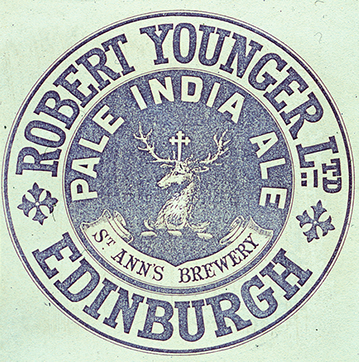 ROBERT YOUNGER LTD
PALE INDIA ALE
ST ANN'S BREWERY
EDINBURGH